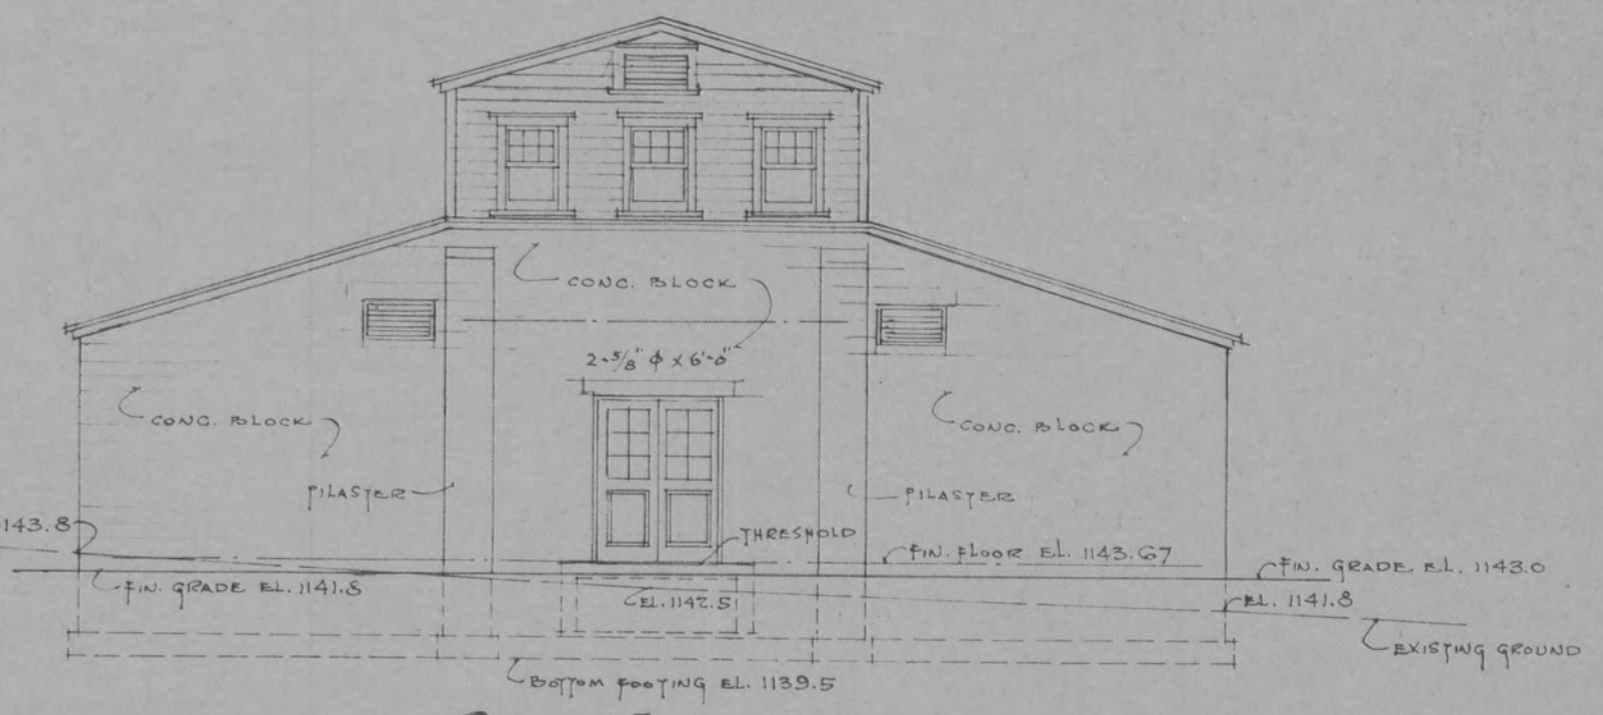 CONC. BLOCK
2-5/8" ϕ x 6'-0"
CONC. BLOCK
CONC. BLOCK
PILASTER
PILASTER
1143.8
THRESHOLD
FIN. FLOOR EL. 1143.67
FIN. GRADE EL. 1143.0
FIN. GRADE EL. 1141.8
EL. 1142.5
EL. 1141.8
EXISTING GROUND
BOTTOM FOOTING EL. 1139.5